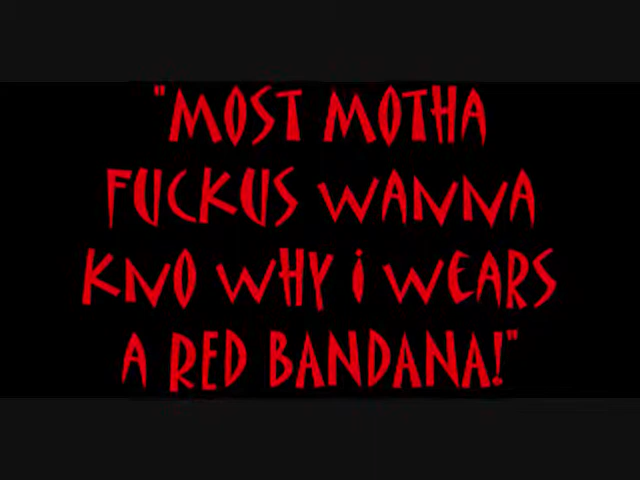 "MOST MOTHA
FUCKUS WANNA
KNO WHY i WEARS
A RED BANDANA!"